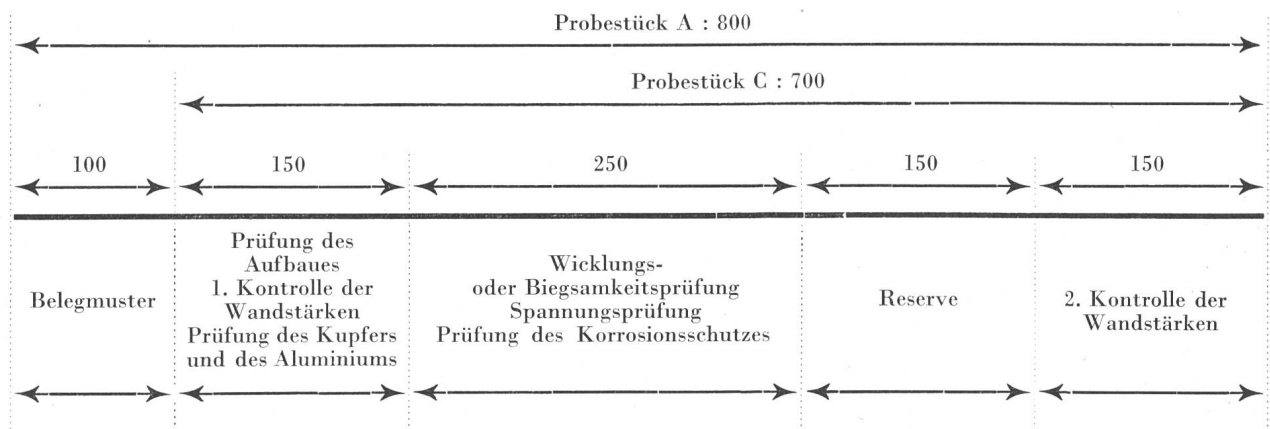 Probestück A : 800
Probestück C : 700
100
150
250
150
150
Belegmuster
Prüfung des
Aufbaues
1. Kontrolle der
Wandstärken
Prüfung des Kupfers
und des Aluminiums
Wicklungs-
oder Biegsamkeitsprüfung
Spannungsprüfung
Prüfung des Korrosionsschutzes
Reserve
2. Kontrolle der
Wandstärken